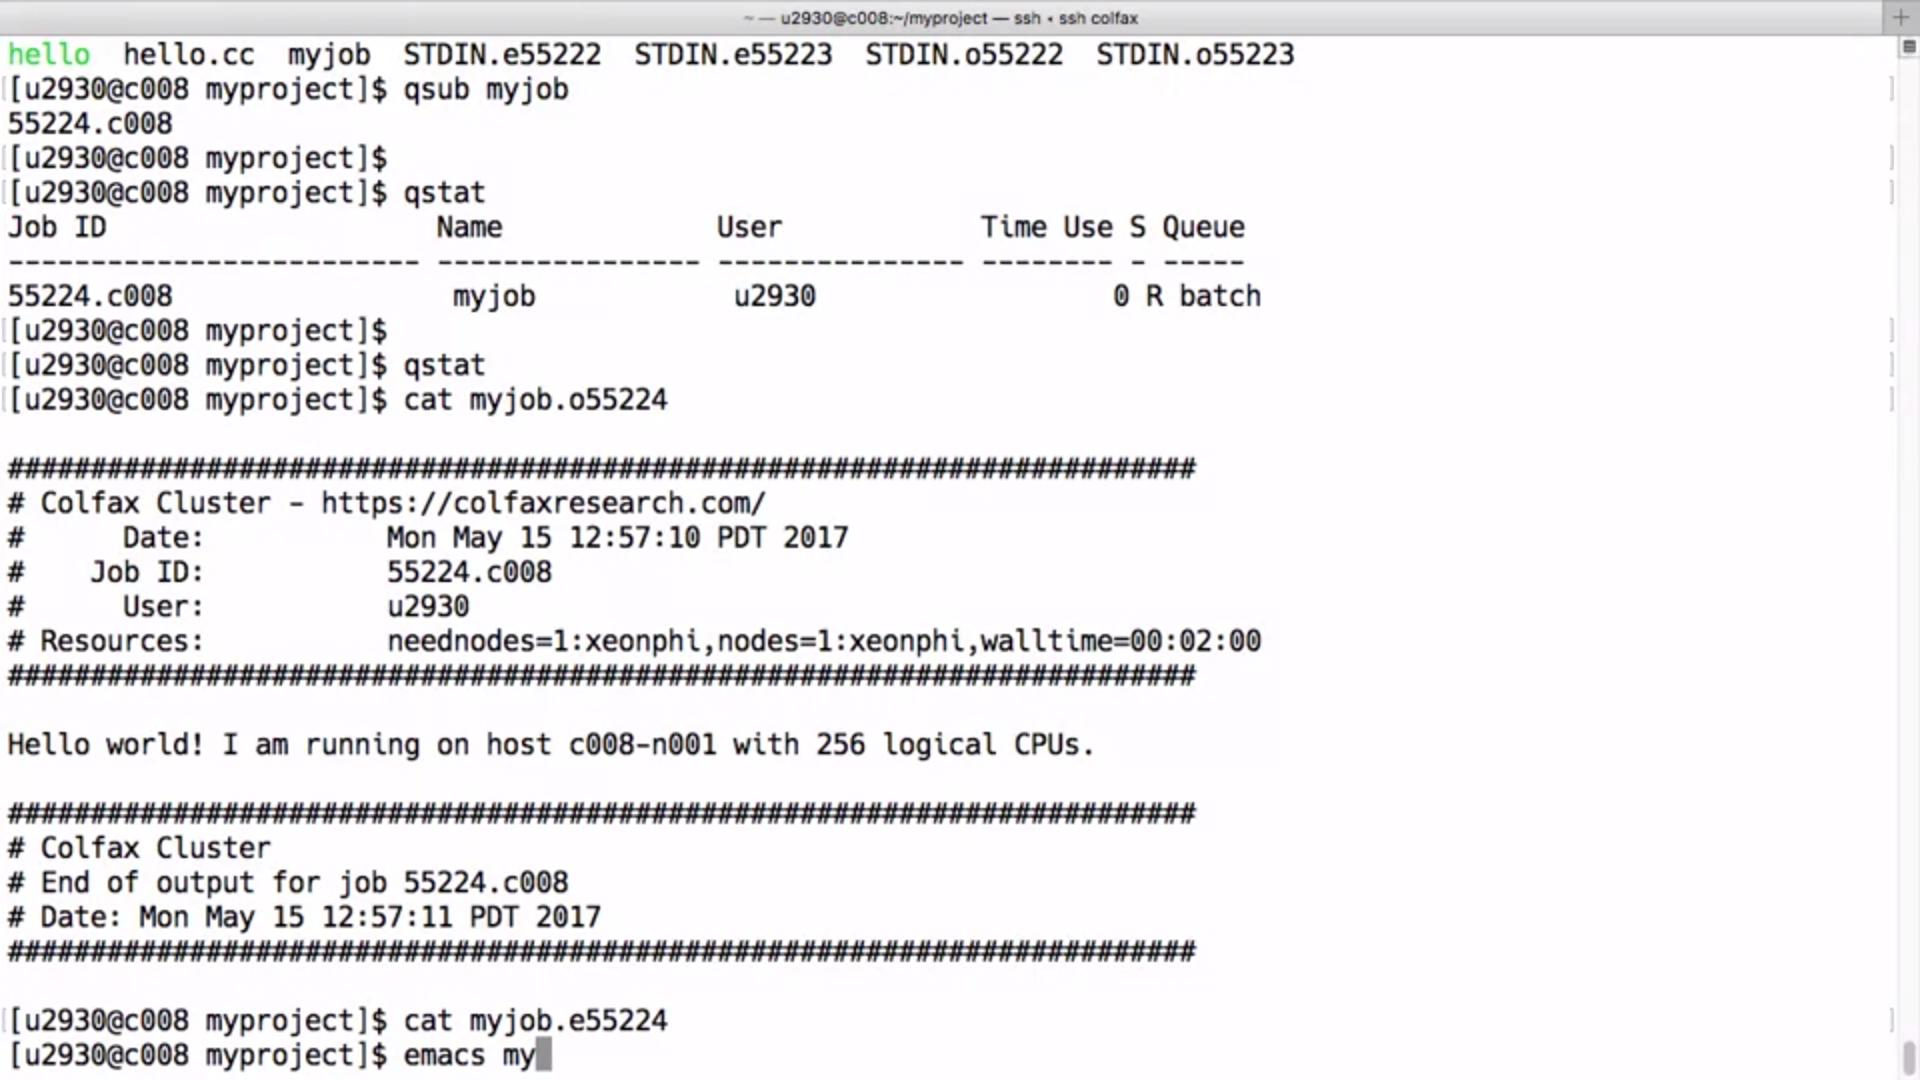 ~ — u2930@c008:~/myproject — ssh • ssh colfax
hello  hello.cc  myjob  STDIN.e55222  STDIN.e55223  STDIN.o55222  STDIN.o55223
[u2930@c008 myproject]$ qsub myjob
55224.c008
[u2930@c008 myproject]$
[u2930@c008 myproject]$ qstat
Job ID                    Name             User            Time Use S Queue
------------------------- ---------------- --------------- -------- - -----
55224.c008                 myjob            u2930                  0 R batch
[u2930@c008 myproject]$
[u2930@c008 myproject]$ qstat
[u2930@c008 myproject]$ cat myjob.o55224
########################################################################
# Colfax Cluster - https://colfaxresearch.com/
#      Date:           Mon May 15 12:57:10 PDT 2017
#    Job ID:           55224.c008
#      User:           u2930
# Resources:           neednodes=1:xeonphi,nodes=1:xeonphi,walltime=00:02:00
########################################################################
Hello world! I am running on host c008-n001 with 256 logical CPUs.
########################################################################
# Colfax Cluster
# End of output for job 55224.c008
# Date: Mon May 15 12:57:11 PDT 2017
########################################################################
[u2930@c008 myproject]$ cat myjob.e55224
[u2930@c008 myproject]$ emacs my